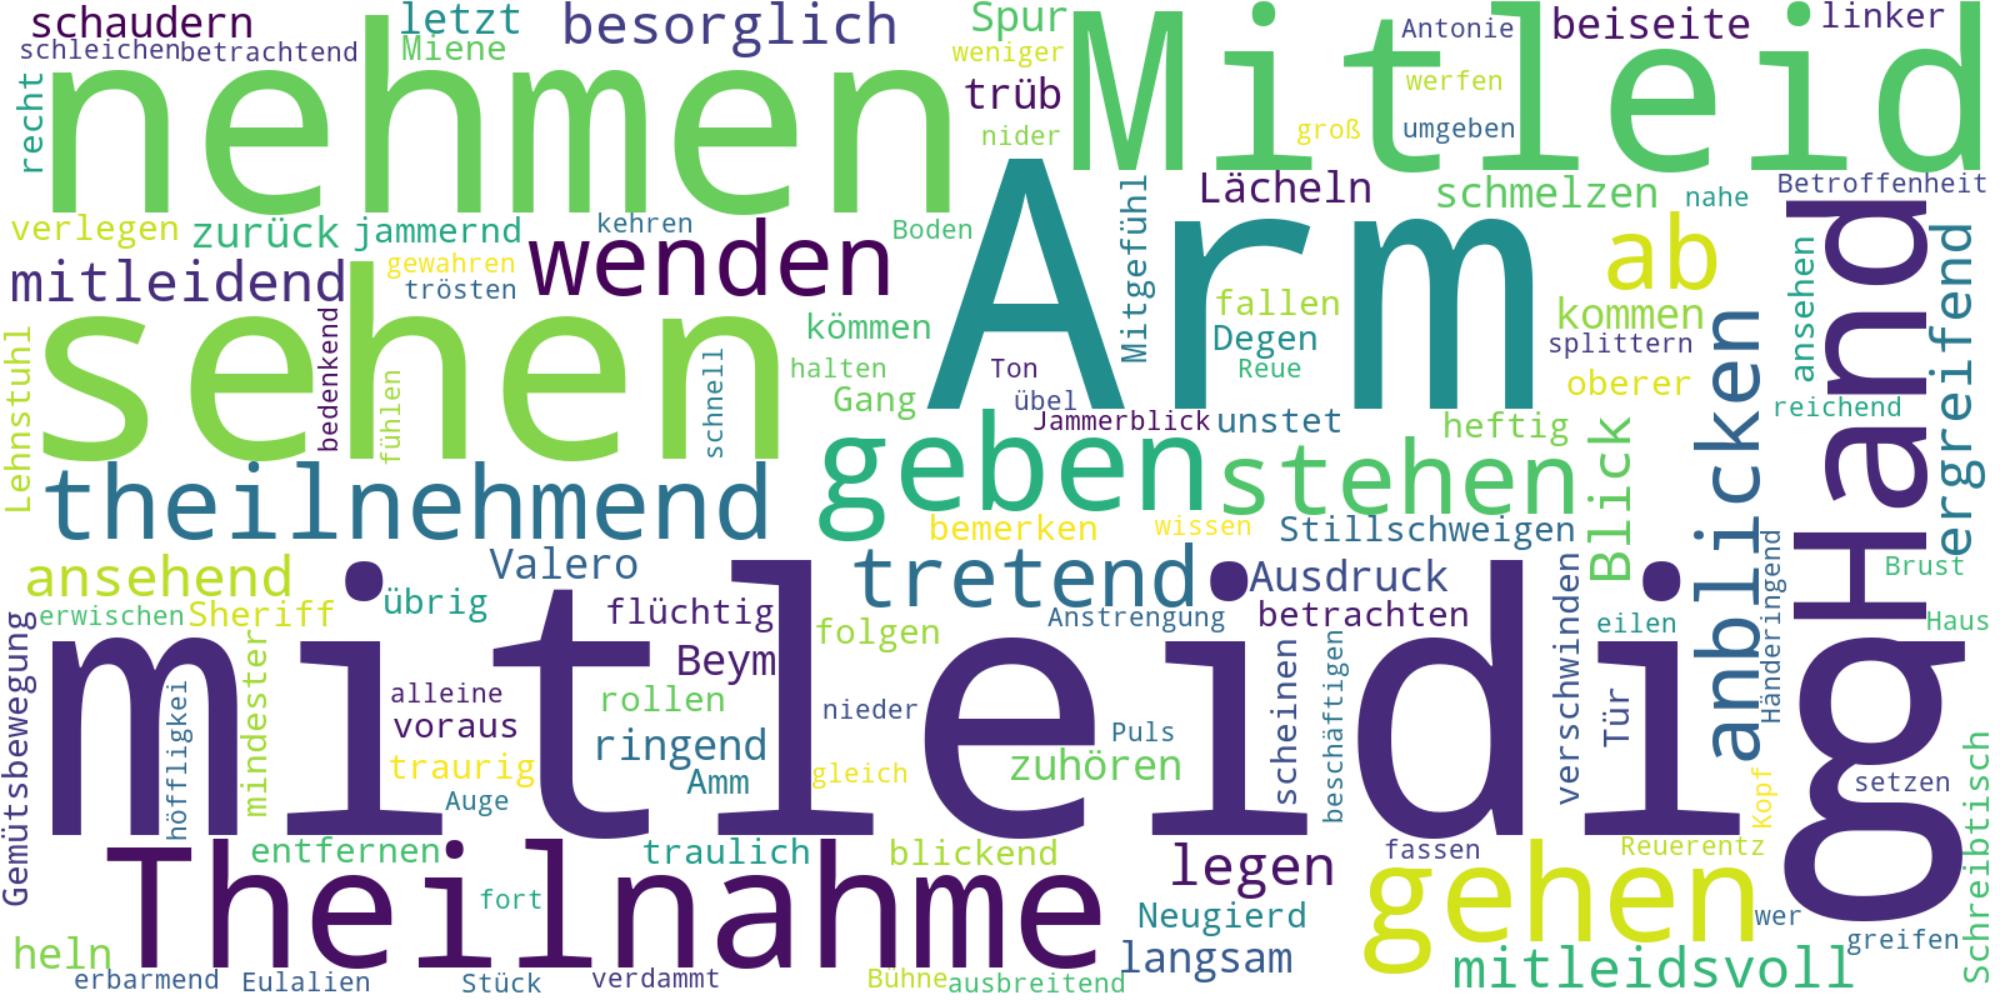 schaudern
letzt
besorglich
Spur
Mitleid
Antonie
beiseite
linker
schleichen
betrachtend
Miene
weniger
recht
nehmen
trüb
werfen
nider
groß
umgeben
Lächeln
schmelzen
nahe
Betroffenheit
verlegen
zurück
jammernd
kehren
Boden
wenden
Arm
Mitgefühl
ab
ansehen
Hand
ergreifend
mitleidend
gewahren
trösten
sehen
kömmen
fallen
kommen
Degen
splittern
Lehnstuhl
bedenkend
fühlen
schnell
halten
Ton
Reue
oberer
anblicken
Gang
übel
Jammerblick
unstet
heftig
reichend
theilnehmend
geben
stehen
Blick
bemerken
wissen
Stillschweigen
ansehend
Valero
tretend
Ausdruck
Händeringend
Brust
erwischen
Sheriff
übrig
flüchtig
Anstrengung
betrachten
verschwinden
eilen
Haus
Gemütsbewegung
mitleidig
folgen
Beym
höffligkei
mindester
alleine
voraus
rollen
nieder
scheinen
beschäftigen
Tür
ringend
Puls
traurig
Amm
gleich
zuhören
Kopf
setzen
Auge
Schreibtisch
entfernen
traulich
blickend
legen
fassen
gehen
Reuerentz
Theilnahme
fort
Neugierd
wer
greifen
heln
langsam
mitleidsvoll
erbarmend
Eulalien
Stück
verdammt
Bühne
ausbreitend